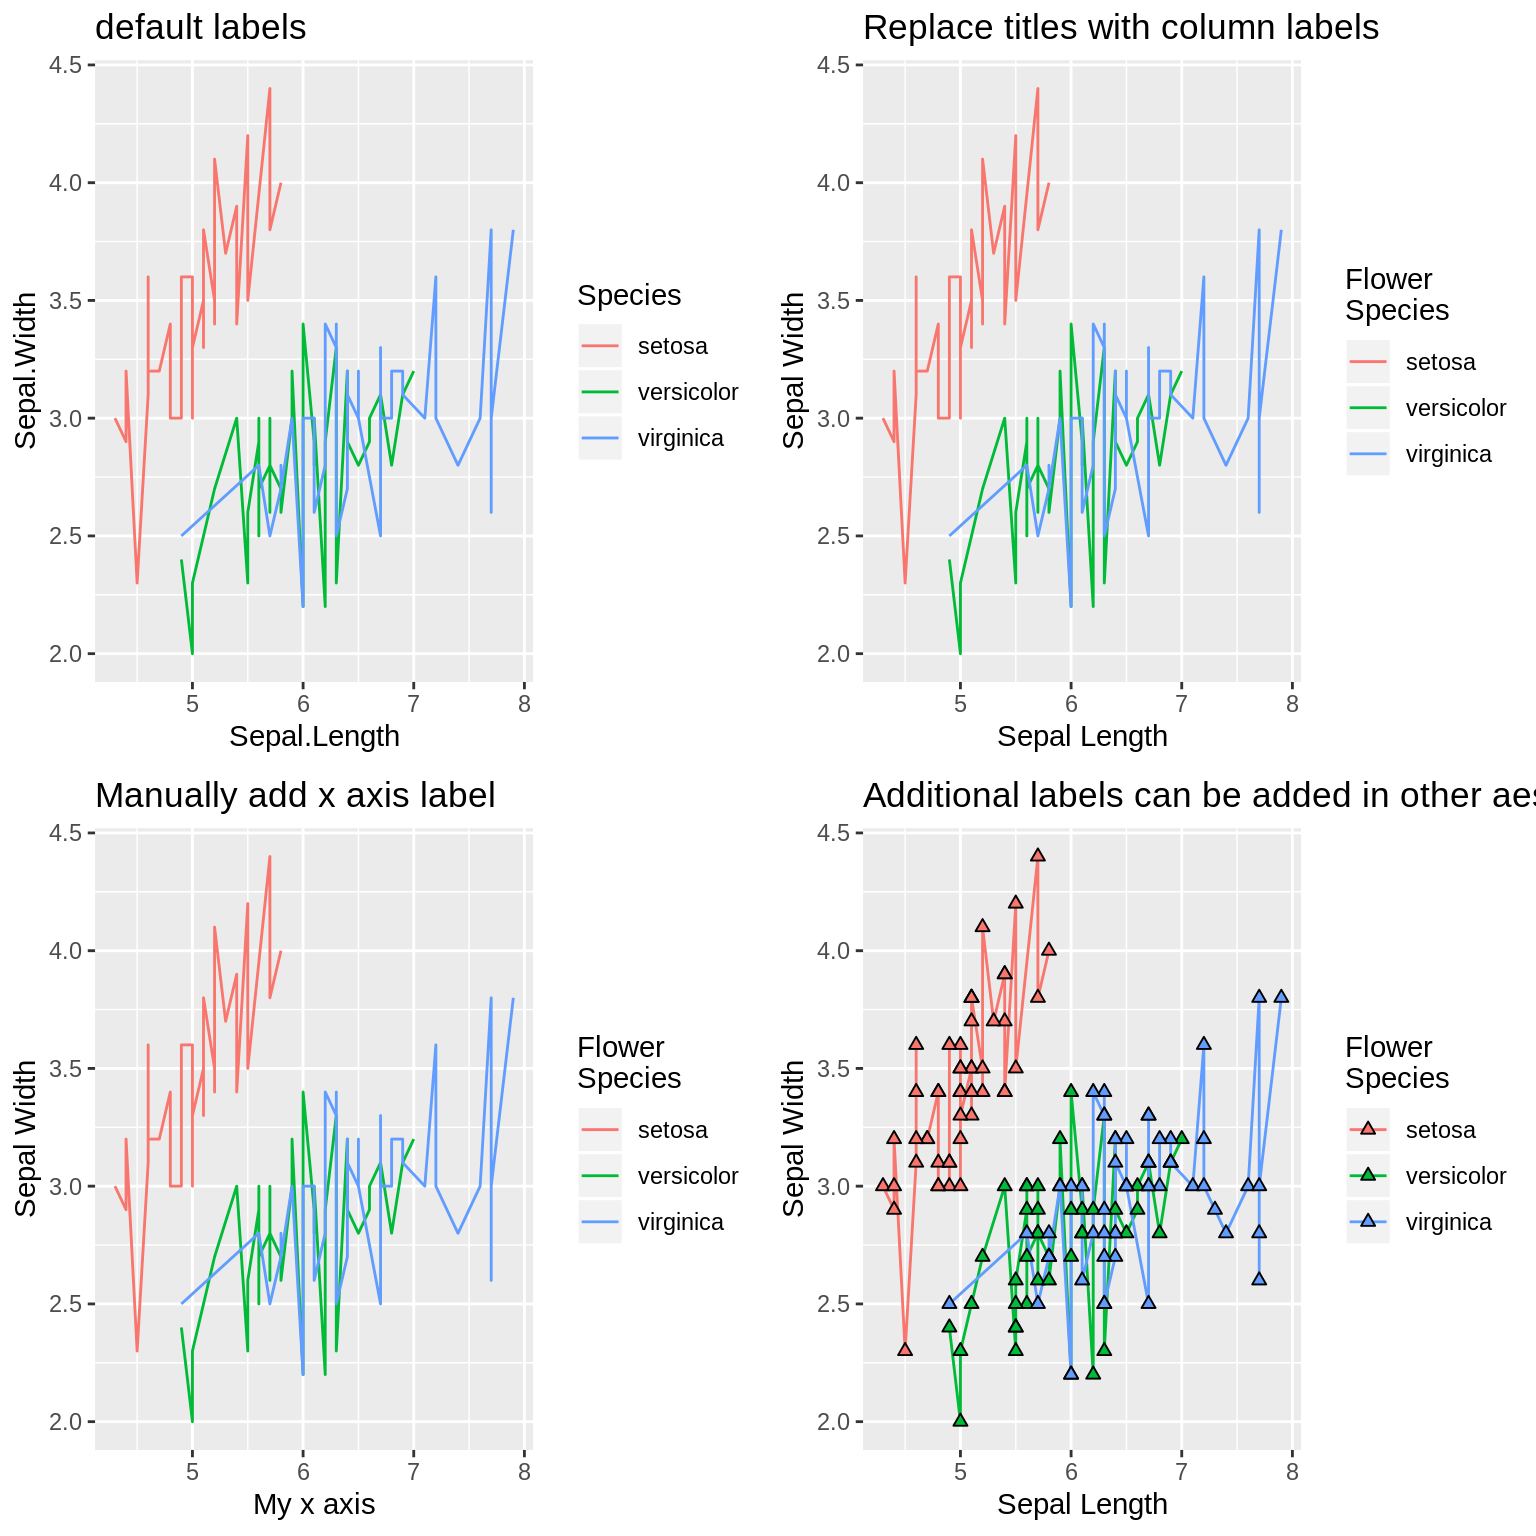 default labels
4.5
4.0
3.5
3.0
2.5
2.0
Sepal.Width
5 6 7 8
Sepal.Length
Species
setosa
versicolor
virginica
Replace titles with column labels
4.5
4.0
3.5
3.0
2.5
2.0
Sepal Width
5 6 7 8
Sepal Length
Flower
Species
setosa
versicolor
virginica
Manually add x axis label
4.5
4.0
3.5
3.0
2.5
2.0
Sepal Width
5 6 7 8
My x axis
Flower
Species
setosa
versicolor
virginica
Additional labels can be added in other aes
4.5
4.0
3.5
3.0
2.5
2.0
Sepal Width
5 6 7 8
Sepal Length
Flower
Species
setosa
versicolor
virginica